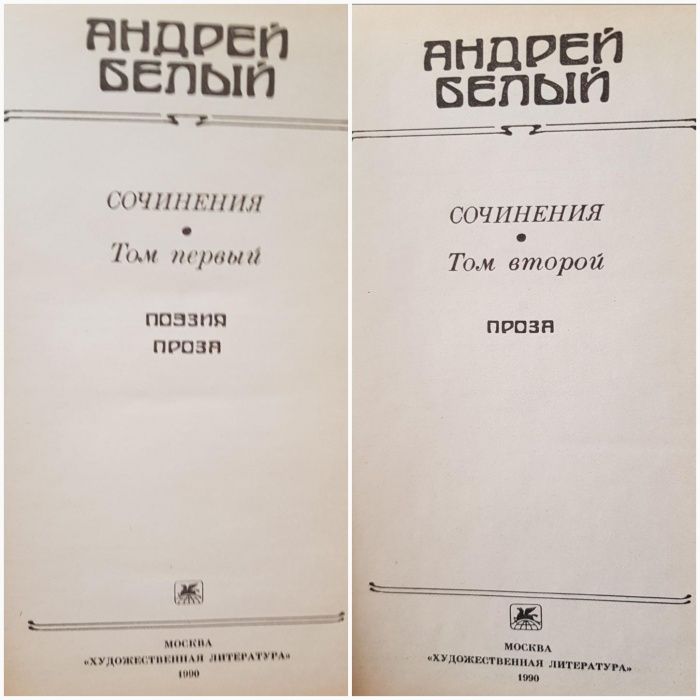 АНДРЕЙ
БЕЛЫЙ
СОЧИНЕНИЯ
Том первый
ПОЭЗИЯ
ПРОЗА
МОСКВА
«ХУДОЖЕСТВЕННАЯ ЛИТЕРАТУРА»
1990
АНДРЕЙ
БЕЛЫЙ
СОЧИНЕНИЯ
Том второй
ПРОЗА
МОСКВА
«ХУДОЖЕСТВЕННАЯ ЛИТЕРАТУРА»
1990